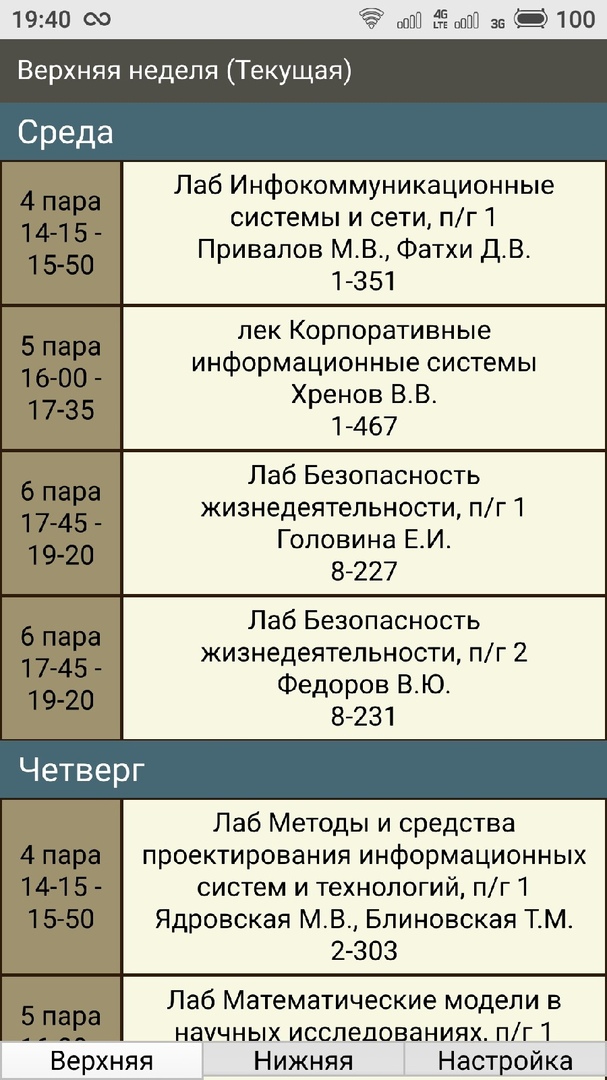 19:40 4G LTE 3G 100
Верхняя неделя (Текущая)
Среда
4 пара
14-15 -
15-50
Лаб Инфокоммуникационные
системы и сети, п/г 1
Привалов М.В., Фатхи Д.В.
1-351
5 пара
16-00 -
17-35
лек Корпоративные
информационные системы
Хренов В.В.
1-467
6 пара
17-45 -
19-20
Лаб Безопасность
жизнедеятельности, п/г 1
Головина Е.И.
8-227
6 пара
17-45 -
19-20
Лаб Безопасность
жизнедеятельности, п/г 2
Федоров В.Ю.
8-231
Четверг
4 пара
14-15 -
15-50
Лаб Методы и средства
проектирования информационных
систем и технологий, п/г 1
Ядровская М.В., Блиновская Т.М.
2-303
5 пара
Лаб Математические модели в
научных исследованиях, п/г 1
Верхняя Нижняя Настройка